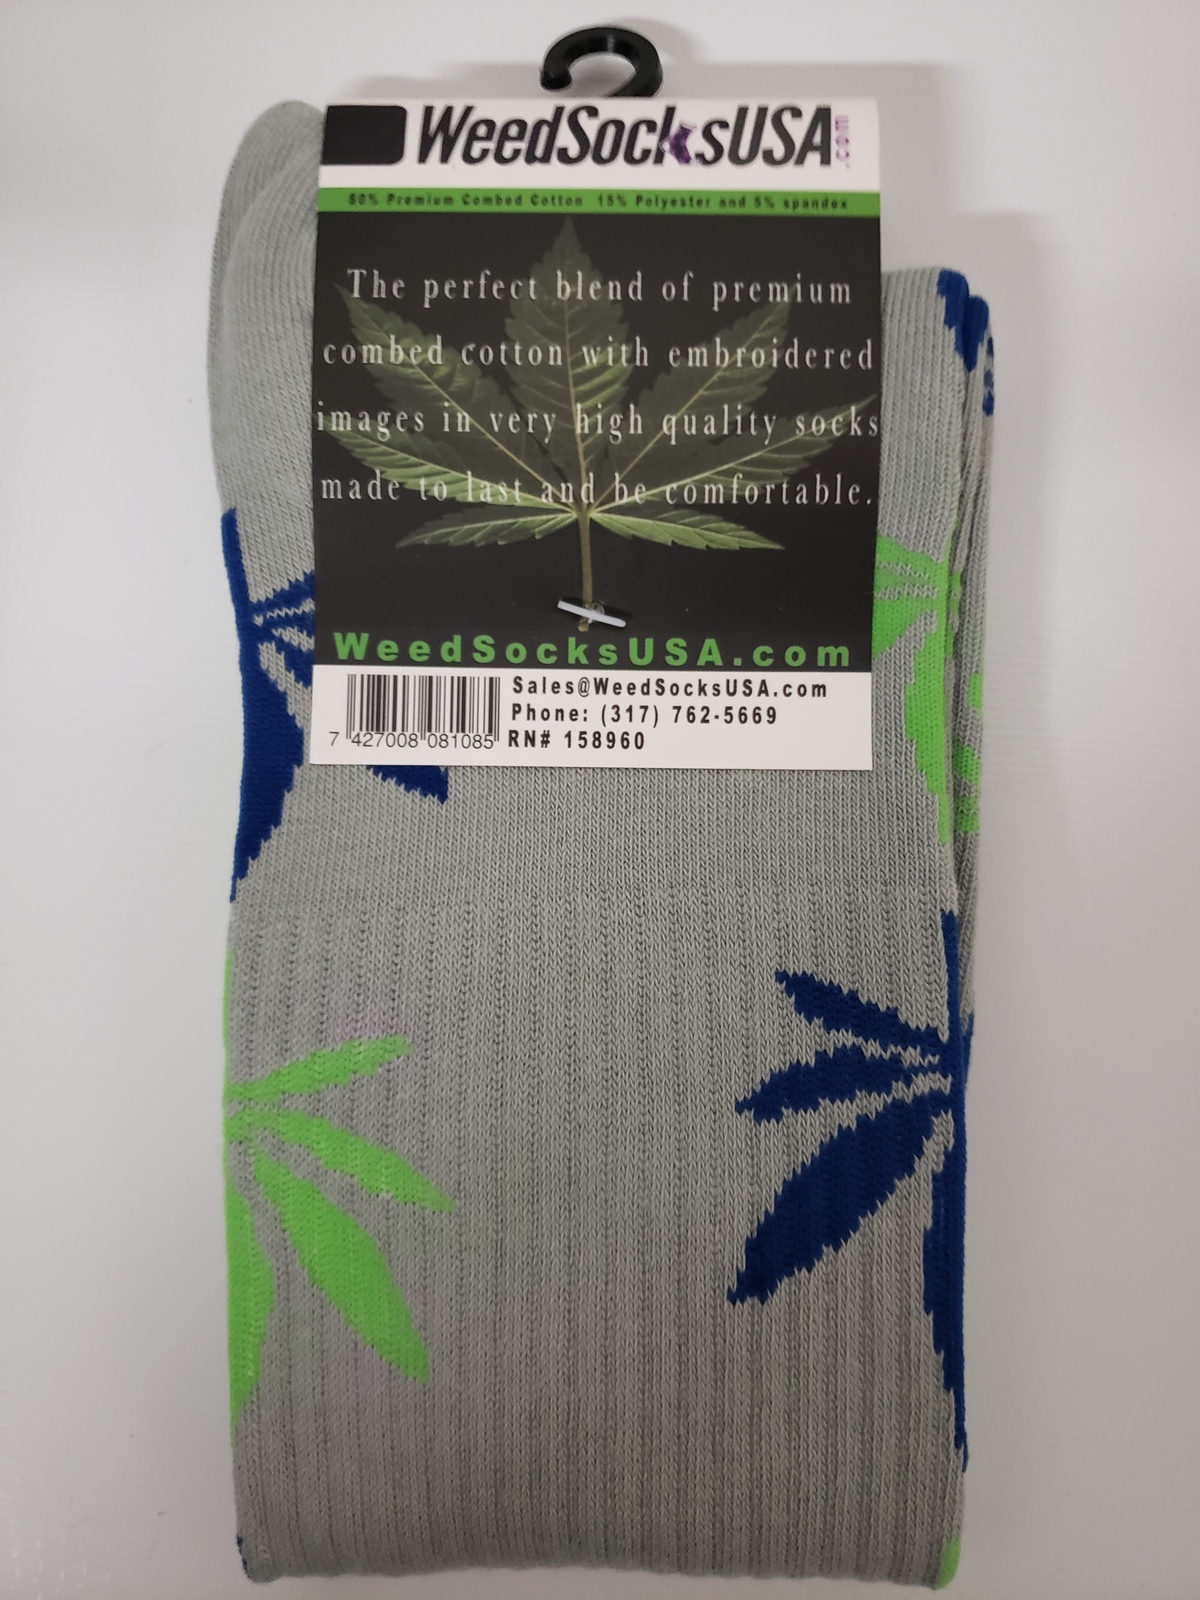 WeedSocksUSA.com
80% Premium Combed Cotton 15% Polyester and 5% spandex
The perfect blend of premium
combed cotton with embroidered
images in very high quality socks
made to last and be comfortable.
WeedSocksUSA.com
Sales@WeedSocksUSA.com
Phone: (317) 762-5669
7 427008 081085 RN# 158960